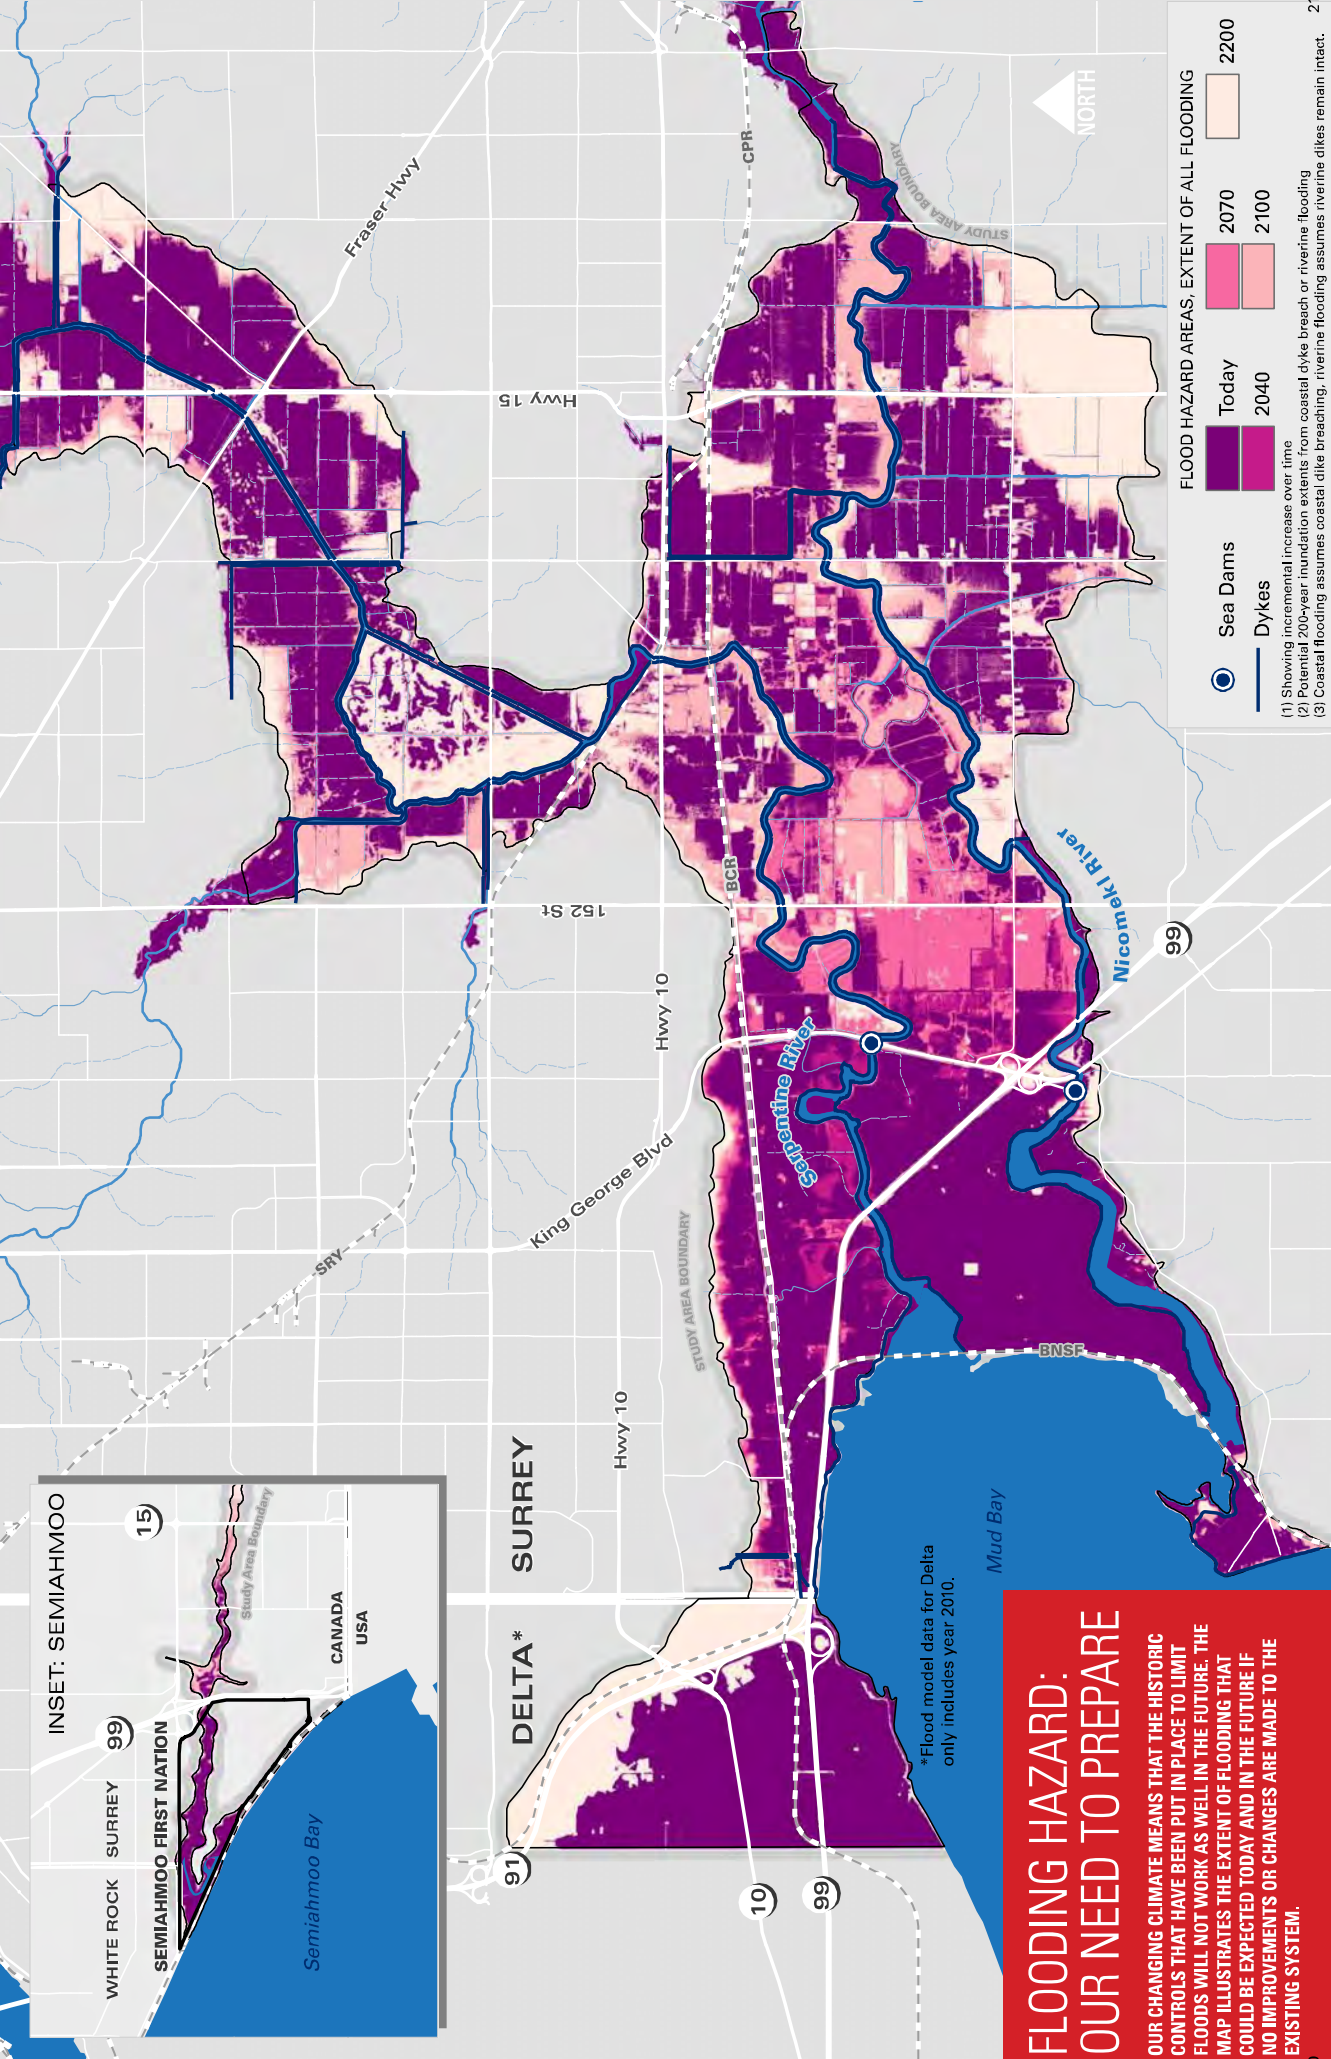 FLOODING HAZARD:
OUR NEED TO PREPARE
OUR CHANGING CLIMATE MEANS THAT THE HISTORIC
CONTROLS THAT HAVE BEEN PUT IN PLACE TO LIMIT
FLOODS WILL NOT WORK AS WELL IN THE FUTURE. THE
MAP ILLUSTRATES THE EXTENT OF FLOODING THAT
COULD BE EXPECTED TODAY AND IN THE FUTURE IF
NO IMPROVEMENTS OR CHANGES ARE MADE TO THE
EXISTING SYSTEM.
INSET: SEMIAHMOO
WHITE ROCK
SURREY
99
15
SEMIAHMOO FIRST NATION
Study Area Boundary
CANADA
USA
Semiahmoo Bay
DELTA*
SURREY
91
10
99
*Flood model data for Delta
only includes year 2010.
Mud Bay
Hwy 10
STUDY AREA BOUNDARY
SRY
King George Blvd
Hwy 10
BNSF
Serpentine River
BCR
152 St
Nicomekl River
99
Hwy 15
Fraser Hwy
CPR
STUDY AREA BOUNDARY
NORTH
FLOOD HAZARD AREAS, EXTENT OF ALL FLOODING
Sea Dams
Dykes
Today
2040
2070
2100
2200
(1) Showing incremental increase over time
(2) Potential 200-year inundation extents from coastal dyke breach or riverine flooding
(3) Coastal flooding assumes coastal dike breaching, riverine flooding assumes riverine dikes remain intact.